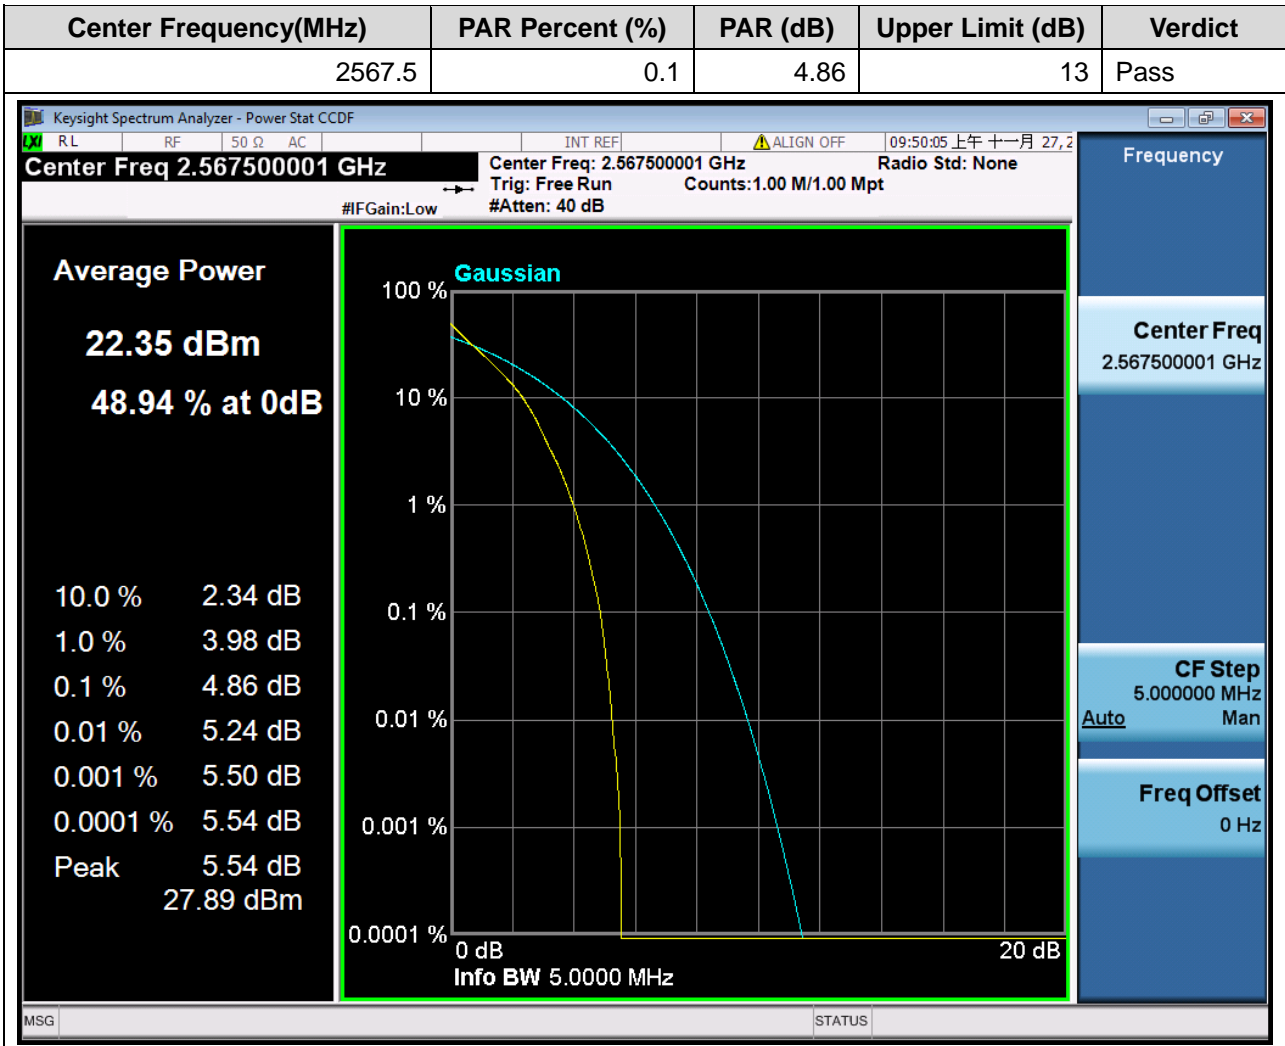 Center Frequency(MHz) PAR Percent (%) PAR (dB) Upper Limit (dB) Verdict
2567.5 0.1 4.86 13 Pass
Keysight Spectrum Analyzer - Power Stat CCDF
LXI RL RF 50 Ω AC INT REF ALIGN OFF 09:50:05 上午 十一月 27, 2
Center Freq 2.567500001 GHz
#IFGain:Low
Center Freq: 2.567500001 GHz Radio Std: None
Trig: Free Run Counts:1.00 M/1.00 Mpt
#Atten: 40 dB
Average Power
22.35 dBm
48.94 % at 0dB
10.0 % 2.34 dB
1.0 % 3.98 dB
0.1 % 4.86 dB
0.01 % 5.24 dB
0.001 % 5.50 dB
0.0001 % 5.54 dB
Peak 5.54 dB
27.89 dBm
Gaussian
100 %
10 %
1 %
0.1 %
0.01 %
0.001 %
0.0001 %
0 dB 20 dB
Info BW 5.0000 MHz
Frequency
Center Freq
2.567500001 GHz
CF Step
5.000000 MHz
Auto Man
Freq Offset
0 Hz
MSG STATUS